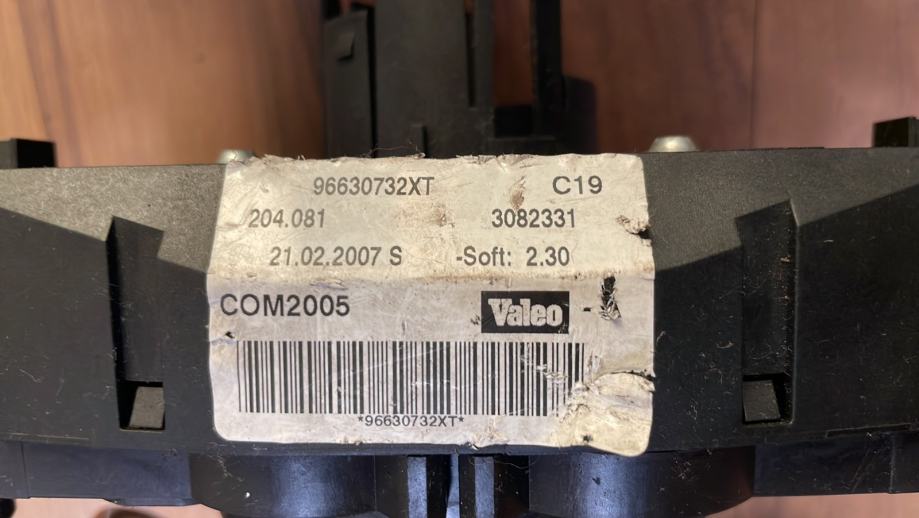 96630732XT C19
204.081 3082331
21.02.2007 S -Soft: 2.30
COM2005 Valeo
*96630732XT*